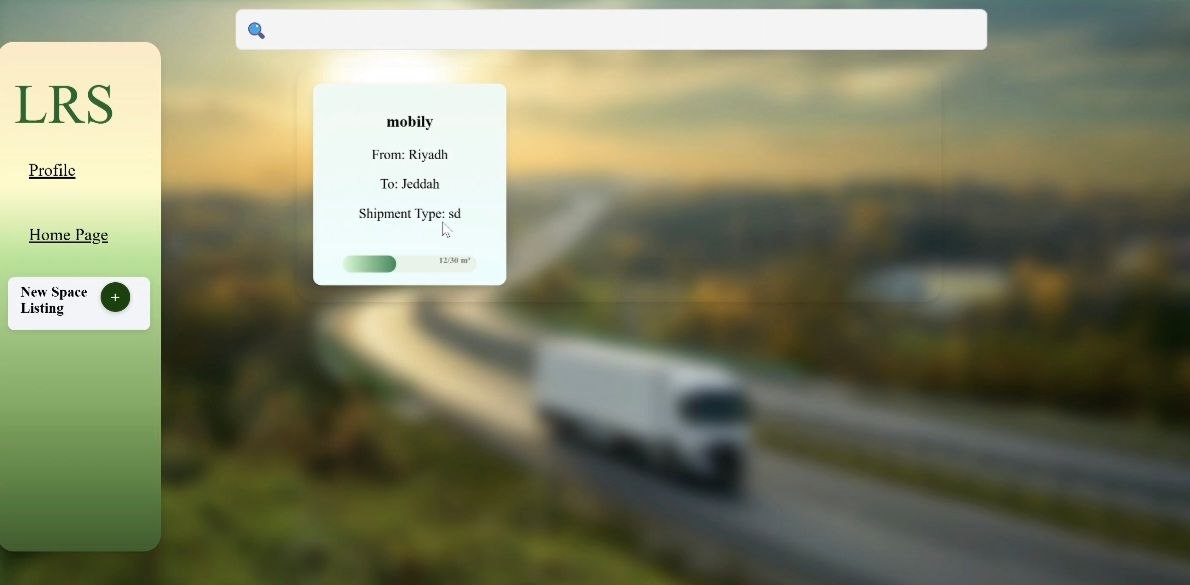 LRS
Profile
Home Page
New Space
Listing
+
mobily
From: Riyadh
To: Jeddah
Shipment Type: sd
12/30 m³